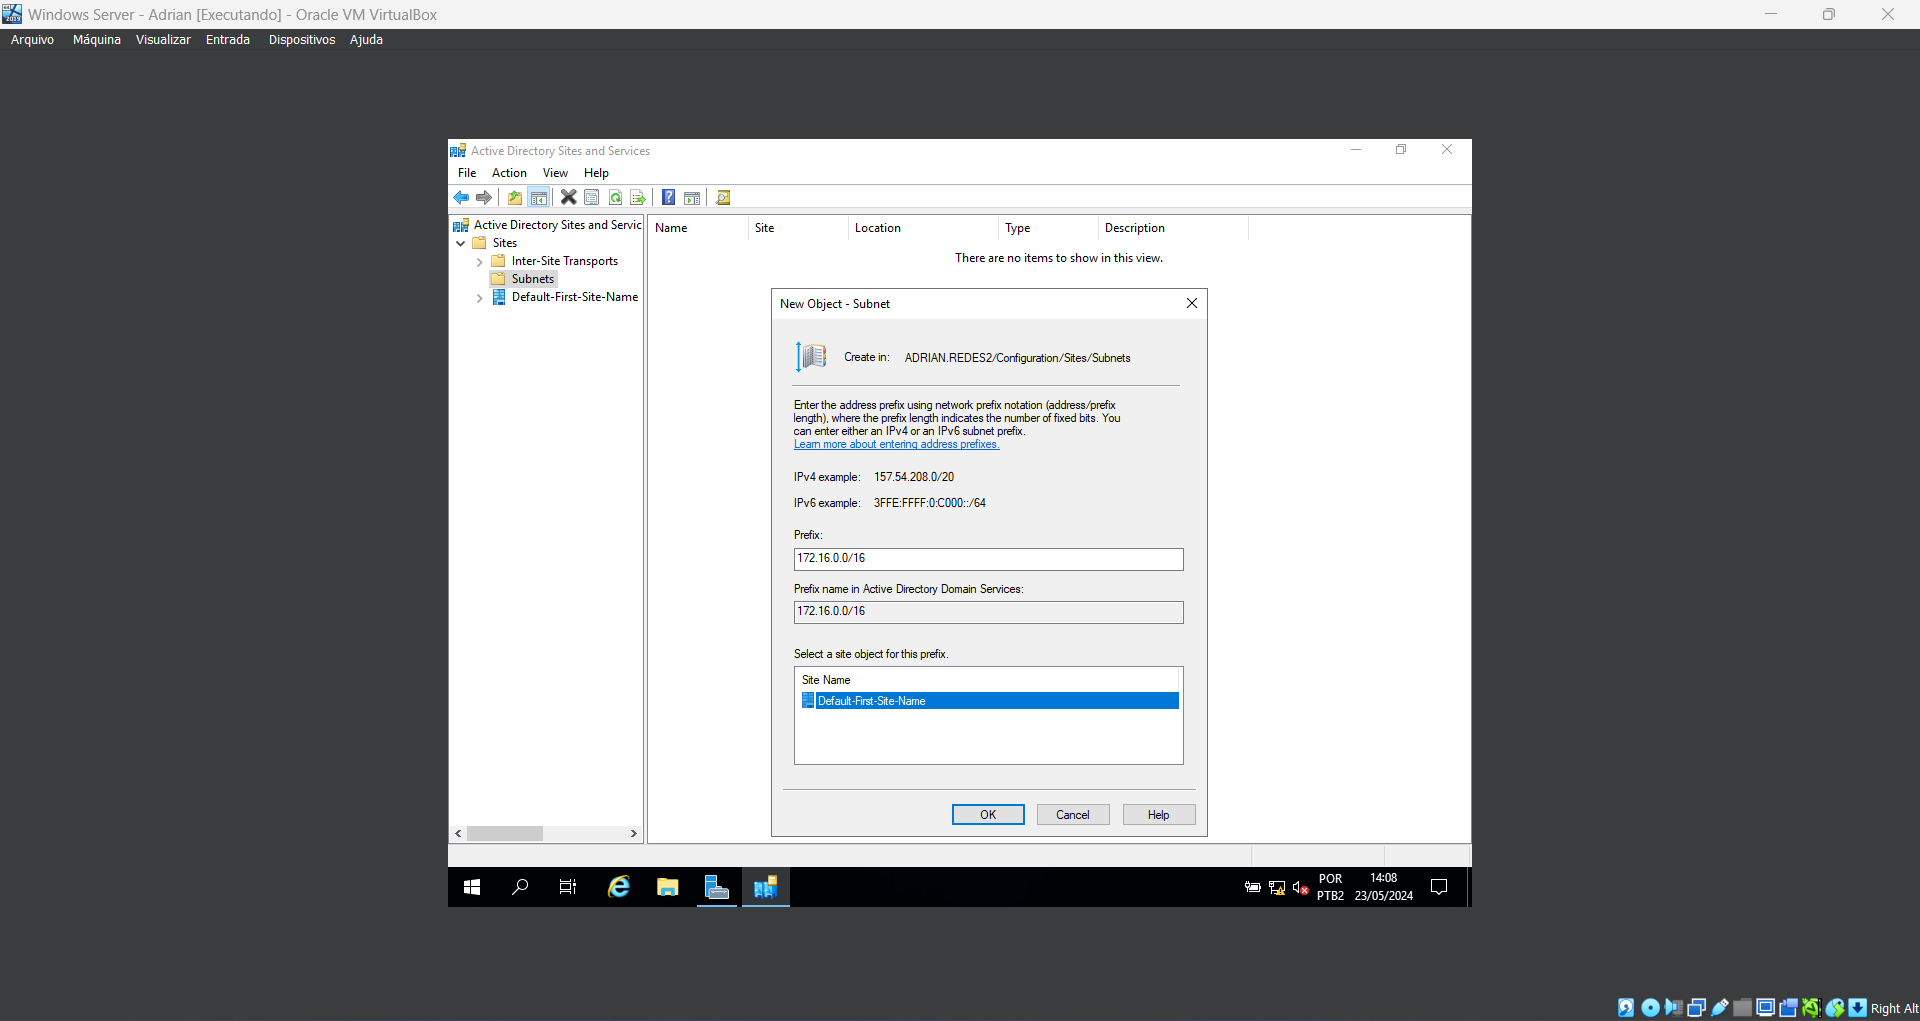 Windows Server - Adrian [Executando] - Oracle VM VirtualBox
Arquivo Máquina Visualizar Entrada Dispositivos Ajuda
Active Directory Sites and Services
File Action View Help
Active Directory Sites and Servic
Sites
Inter-Site Transports
Subnets
Default-First-Site-Name
Name Site Location Type Description
There are no items to show in this view.
New Object - Subnet
Create in: ADRIAN.REDES2/Configuration/Sites/Subnets
Enter the address prefix using network prefix notation (address/prefix
length), where the prefix length indicates the number of fixed bits. You
can enter either an IPv4 or an IPv6 subnet prefix.
Learn more about entering address prefixes.
IPv4 example: 157.54.208.0/20
IPv6 example: 3FFE:FFFF:0:C000::/64
Prefix:
172.16.0.0/16
Prefix name in Active Directory Domain Services:
172.16.0.0/16
Select a site object for this prefix.
Site Name
Default-First-Site-Name
OK Cancel Help
POR 14:08
PTB2 23/05/2024
Right Alt